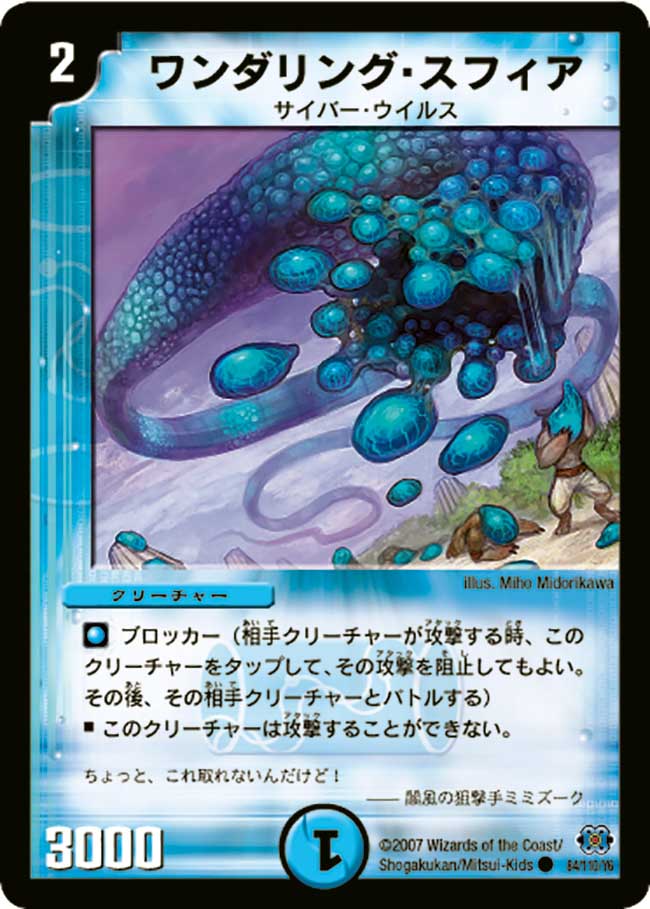 2
ワンダリング・スフィア
サイバー・ウイルス
illus. Miho Midorikawa
クリーチャー
ブロッカー（相手クリーチャーが攻撃する時、この
クリーチャーをタップして、その攻撃を阻止してもよい。
その後、その相手クリーチャーとバトルする）
■ このクリーチャーは攻撃することができない。
ちょっと、これ取れないんだけど！
—— 颶風の狙撃手ミミズーク
3000
1
©2007 Wizards of the Coast/
Shogakukan/Mitsui-Kids ● 84/110/Y6